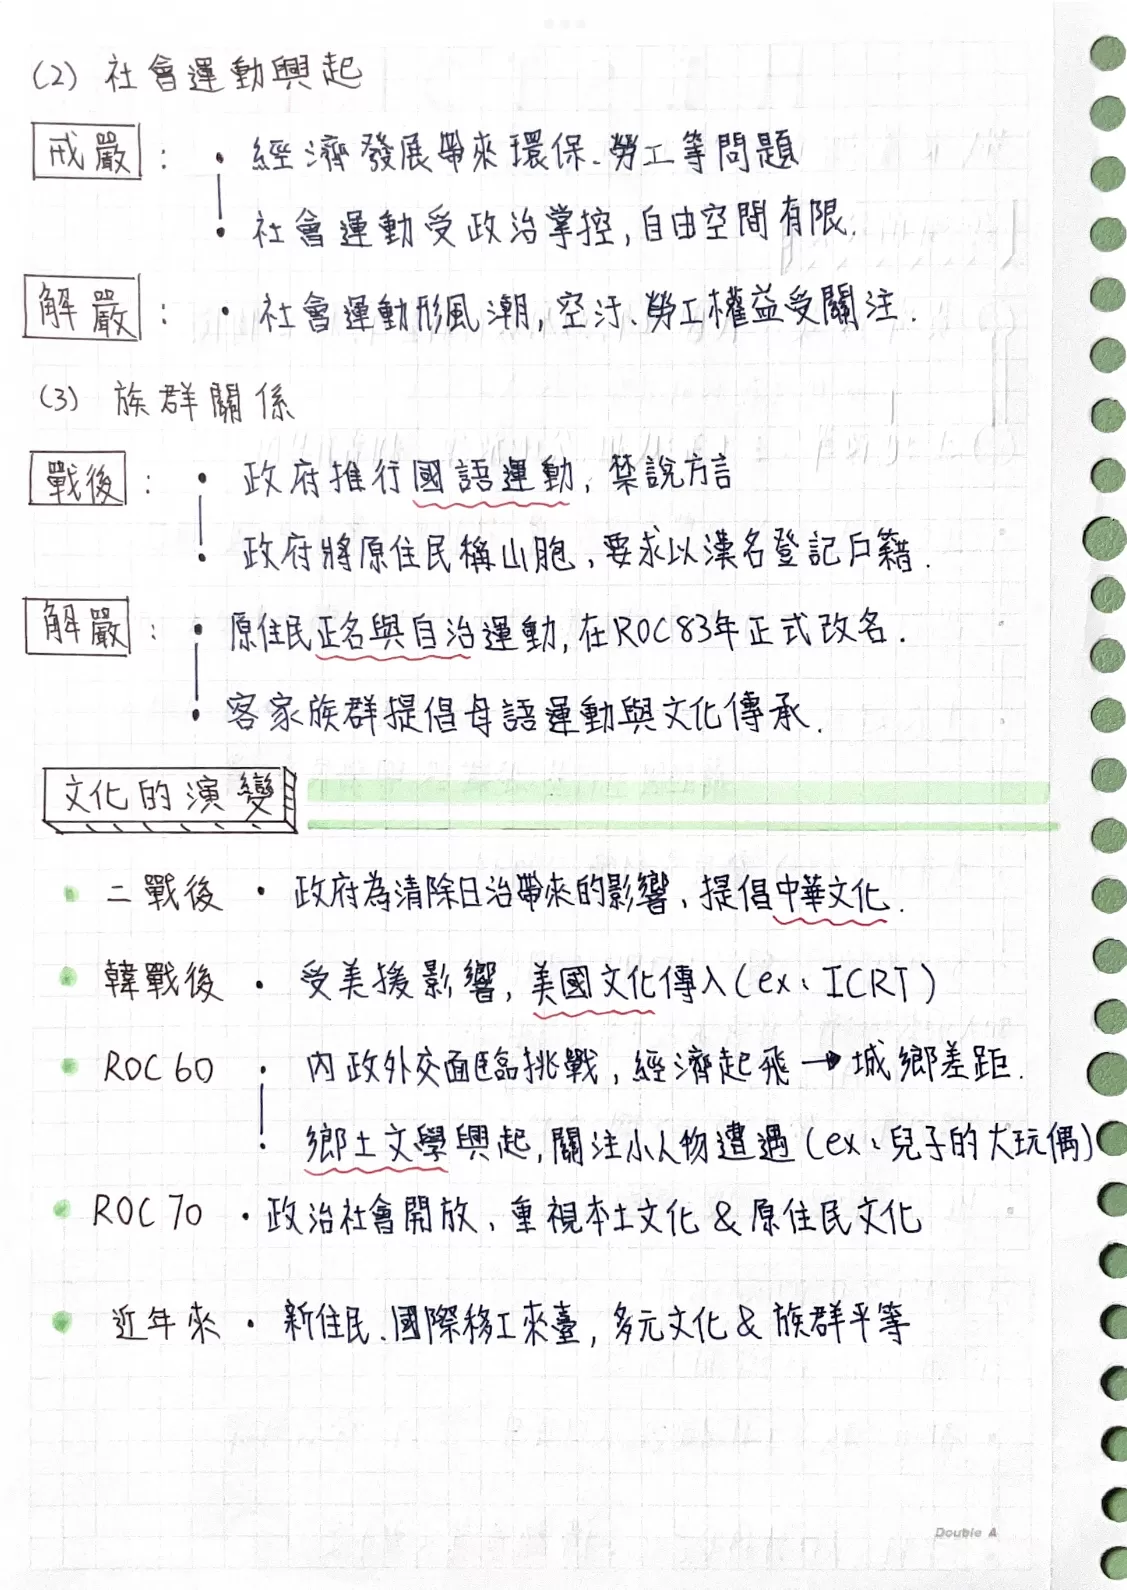 (2) 社會運動興起
戒嚴 : • 經濟發展帶來環保、勞工等問題
• 社會運動受政治掌控,自由空間有限.
解嚴 : • 社會運動形風潮,空汙、勞工權益受關注.
(3) 族群關係
戰後 : • 政府推行國語運動,禁說方言
• 政府將原住民稱山胞,要求以漢名登記戶籍.
解嚴 : • 原住民正名與自治運動,在ROC83年正式改名.
• 客家族群提倡母語運動與文化傳承.
文化的演變
• 二戰後 • 政府為清除日治帶來的影響、提倡中華文化.
• 韓戰後 • 受美援影響,美國文化傳入(ex、ICRT)
• ROC 60 • 內政外交面臨挑戰,經濟起飛→城鄉差距.
• 鄉土文學興起,關注小人物遭遇(ex、兒子的大玩偶)
• ROC 70 • 政治社會開放、重視本土文化 & 原住民文化
• 近年來 • 新住民、國際移工來臺,多元文化 & 族群平等
Double A